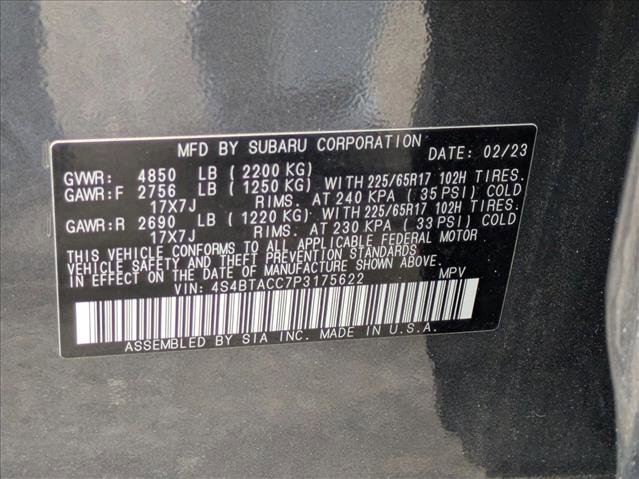 MFD BY SUBARU CORPORATION DATE: 02/23
GVWR: 4850 LB (2200 KG)
GAWR:F 2756 LB (1250 KG) WITH 225/65R17 102H TIRES.
17X7J RIMS. AT 240 KPA (35 PSI) COLD
GAWR:R 2690 LB (1220 KG) WITH 225/65R17 102H TIRES.
17X7J RIMS. AT 230 KPA (33 PSI) COLD
THIS VEHICLE CONFORMS TO ALL APPLICABLE FEDERAL MOTOR
VEHICLE SAFETY AND THEFT PREVENTION STANDARDS IN
EFFECT ON THE DATE OF MANUFACTURE SHOWN ABOVE.
VIN: 4S4BTACC7P3175622 MPV
ASSEMBLED BY SIA INC. MADE IN U.S.A.